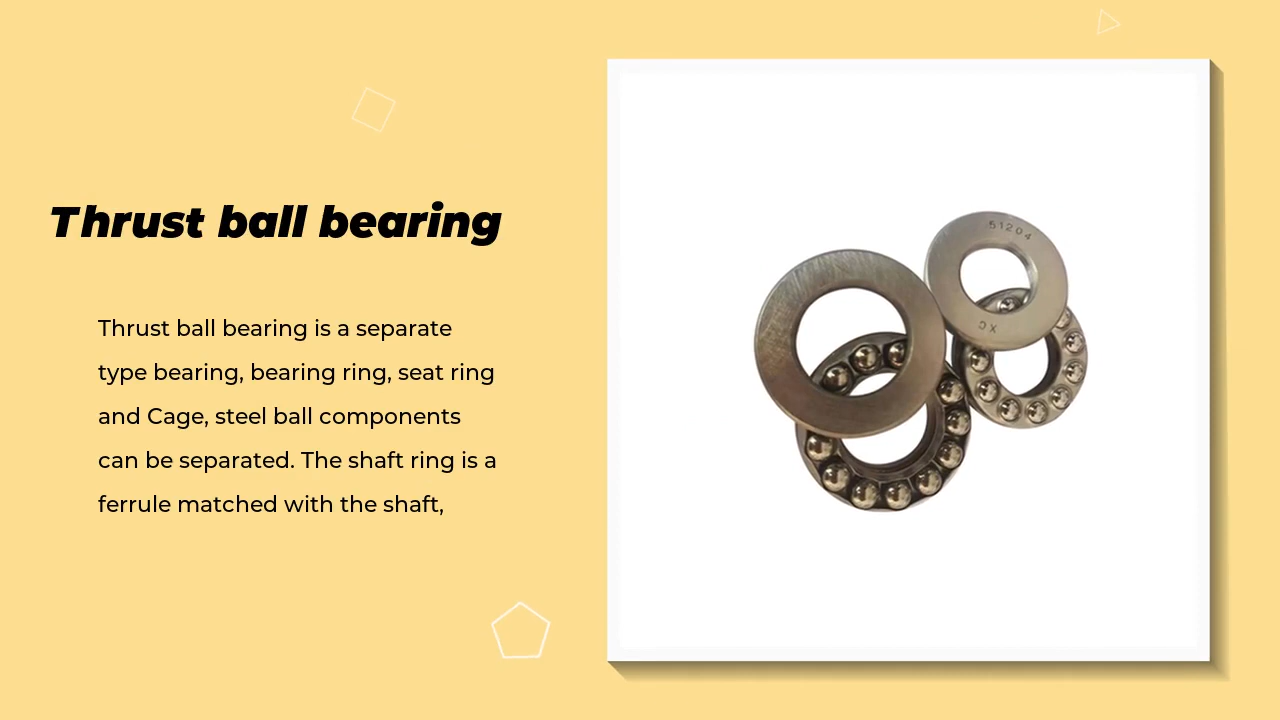 Thrust ball bearing
Thrust ball bearing is a separate
type bearing, bearing ring, seat ring
and Cage, steel ball components
can be separated. The shaft ring is a
ferrule matched with the shaft,
51204
XC